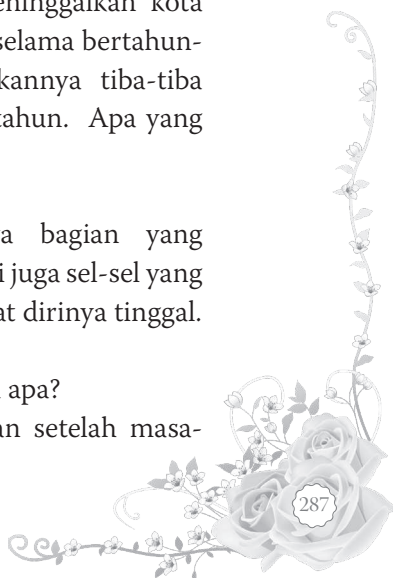 eninggalkan kota
selama bertahun-
kannya tiba-tiba
tahun. Apa yang
a bagian yang
i juga sel-sel yang
at dirinya tinggal.
apa?
an setelah masa-
287